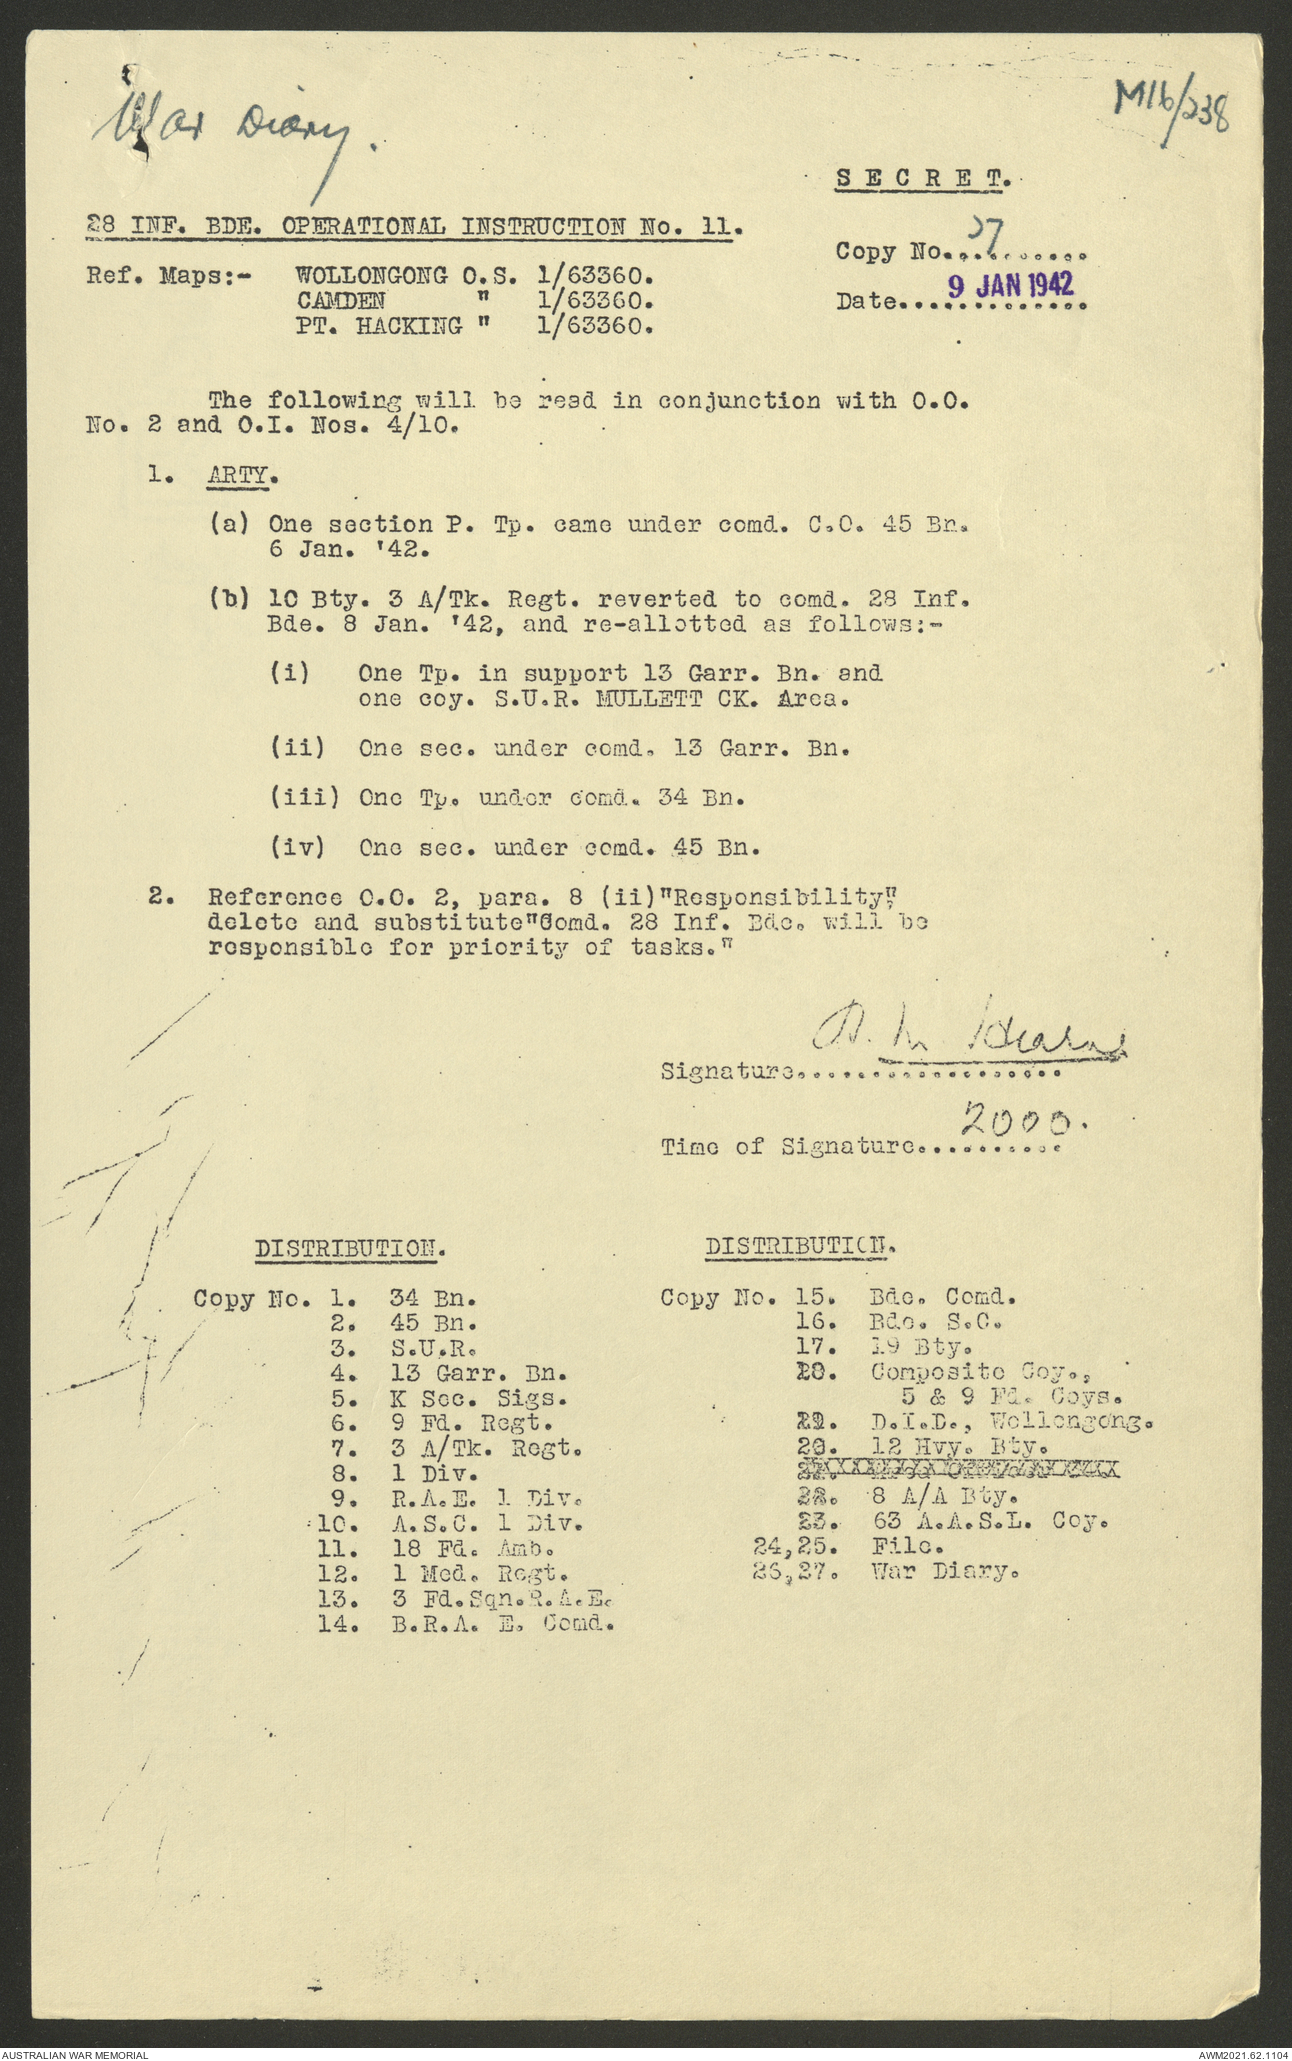 War Diary.
M16/238
SECRET.
28 INF. BDE. OPERATIONAL INSTRUCTION No. 11.
Copy No. 27
Ref. Maps:- WOLLONGONG O.S. 1/63360.
CAMDEN " 1/63360.
PT. HACKING " 1/63360.
Date 9 JAN 1942
The following will be read in conjunction with O.O.
No. 2 and O.I. Nos. 4/10.
1. ARTY.
(a) One section P. Tp. came under comd. C.O. 45 Bn.
6 Jan. '42.
(b) 10 Bty. 3 A/Tk. Regt. reverted to comd. 28 Inf.
Bde. 8 Jan. '42, and re-allotted as follows:-
(i) One Tp. in support 13 Garr. Bn. and
one coy. S.U.R. MULLETT CK. Area.
(ii) One sec. under comd. 13 Garr. Bn.
(iii) One Tp. under comd. 34 Bn.
(iv) One sec. under comd. 45 Bn.
2. Reference O.O. 2, para. 8 (ii)"Responsibility",
delete and substitute"Comd. 28 Inf. Bde. will be
responsible for priority of tasks."
Signature....................
Time of Signature 2000.
DISTRIBUTION.
Copy No. 1. 34 Bn.
2. 45 Bn.
3. S.U.R.
4. 13 Garr. Bn.
5. K Sec. Sigs.
6. 9 Fd. Regt.
7. 3 A/Tk. Regt.
8. 1 Div.
9. R.A.E. 1 Div.
10. A.S.C. 1 Div.
11. 18 Fd. Amb.
12. 1 Med. Regt.
13. 3 Fd.Sqn.R.A.E.
14. B.R.A. E. Comd.
DISTRIBUTION.
Copy No. 15. Bde. Comd.
16. Bde. S.C.
17. 19 Bty.
Composite Coy.,
5 & 9 Fd. Coys.
D.I.D., Wollongong.
20. 12 Hvy. Bty.
22. 8 A/A Bty.
23. 63 A.A.S.L. Coy.
24,25. File.
26,27. War Diary.
AUSTRALIAN WAR MEMORIAL
AWM2021.62.1104